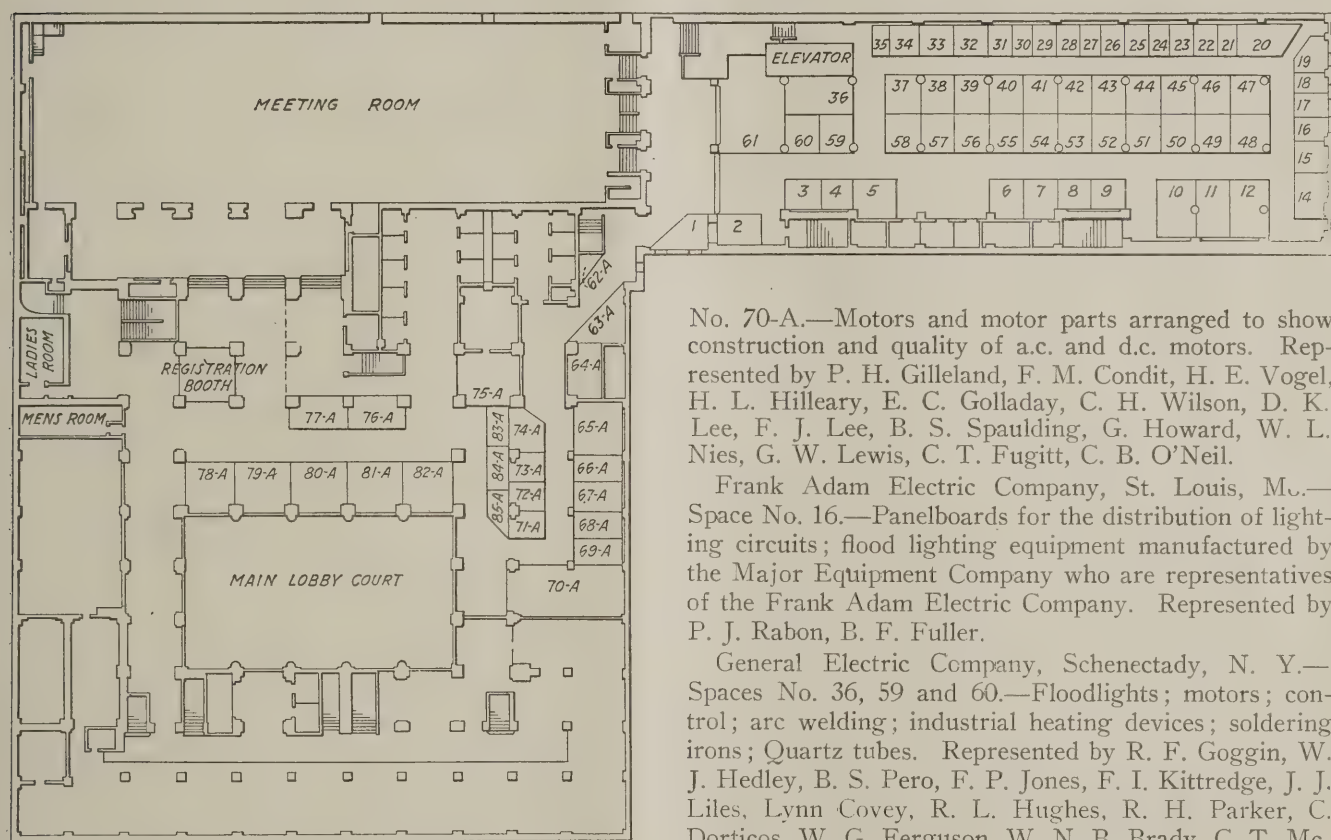 MEETING ROOM
ELEVATOR
35 34 33 32 31 30 29 28 27 26 25 24 23 22 21 20
19
18
17
16
15
14
37 38 39 40 41 42 43 44 45 46 47
36
61 60 59
58 57 56 55 54 53 52 51 50 49 48
3 4 5 6 7 8 9 10 11 12
1 2
62-A
63-A
64-A
LADIES
ROOM
REGISTRATION
BOOTH
75-A
MENS ROOM
77-A 76-A
83-A 74-A
65-A
78-A 79-A 80-A 81-A 82-A
84-A 73-A
66-A
85-A 72-A
67-A
71-A
68-A
69-A
MAIN LOBBY COURT
70-A
No. 70-A.—Motors and motor parts arranged to show
construction and quality of a.c. and d.c. motors. Rep-
resented by P. H. Gilleland, F. M. Condit, H. E. Vogel,
H. L. Hilleary, E. C. Golladay, C. H. Wilson, D. K.
Lee, F. J. Lee, B. S. Spaulding, G. Howard, W. L.
Nies, G. W. Lewis, C. T. Fugitt, C. B. O'Neil.
Frank Adam Electric Company, St. Louis, Mo.—
Space No. 16.—Panelboards for the distribution of light-
ing circuits; flood lighting equipment manufactured by
the Major Equipment Company who are representatives
of the Frank Adam Electric Company. Represented by
P. J. Rabon, B. F. Fuller.
General Electric Company, Schenectady, N. Y.—
Spaces No. 36, 59 and 60.—Floodlights; motors; con-
trol; arc welding; industrial heating devices; soldering
irons; Quartz tubes. Represented by R. F. Goggin, W.
J. Hedley, B. S. Pero, F. P. Jones, F. I. Kittredge, J. J.
Liles, Lynn Covey, R. L. Hughes, R. H. Parker, C.
Dorticos, W. G. Ferguson, W. N. B. Brady, C. T. Mc-